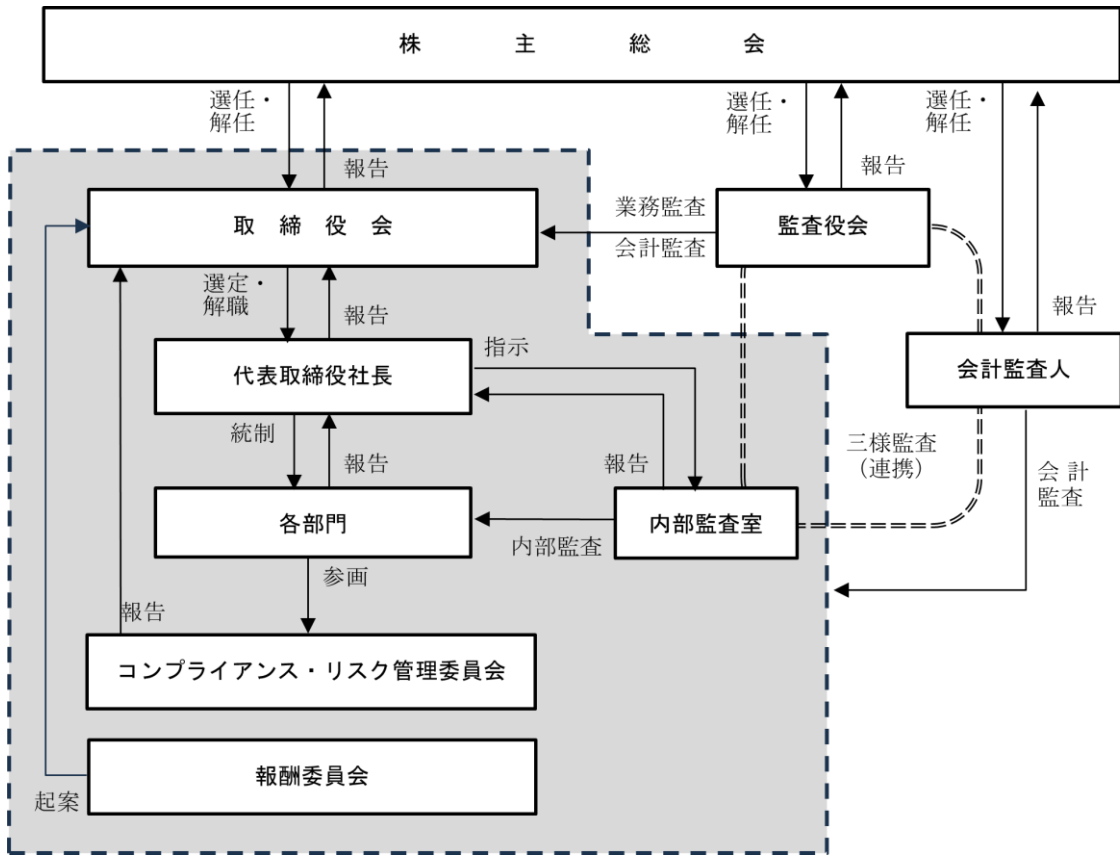 株主総会
選任・
解任
報告
選任・
解任
報告
選任・
解任
報告
取締役会
業務監査
会計監査
監査役会
選定・
解職
報告
代表取締役社長
指示
会計監査人
統制
報告
報告
三様監査
（連携）
会計
監査
各部門
内部監査
内部監査室
参画
報告
コンプライアンス・リスク管理委員会
報酬委員会
起案